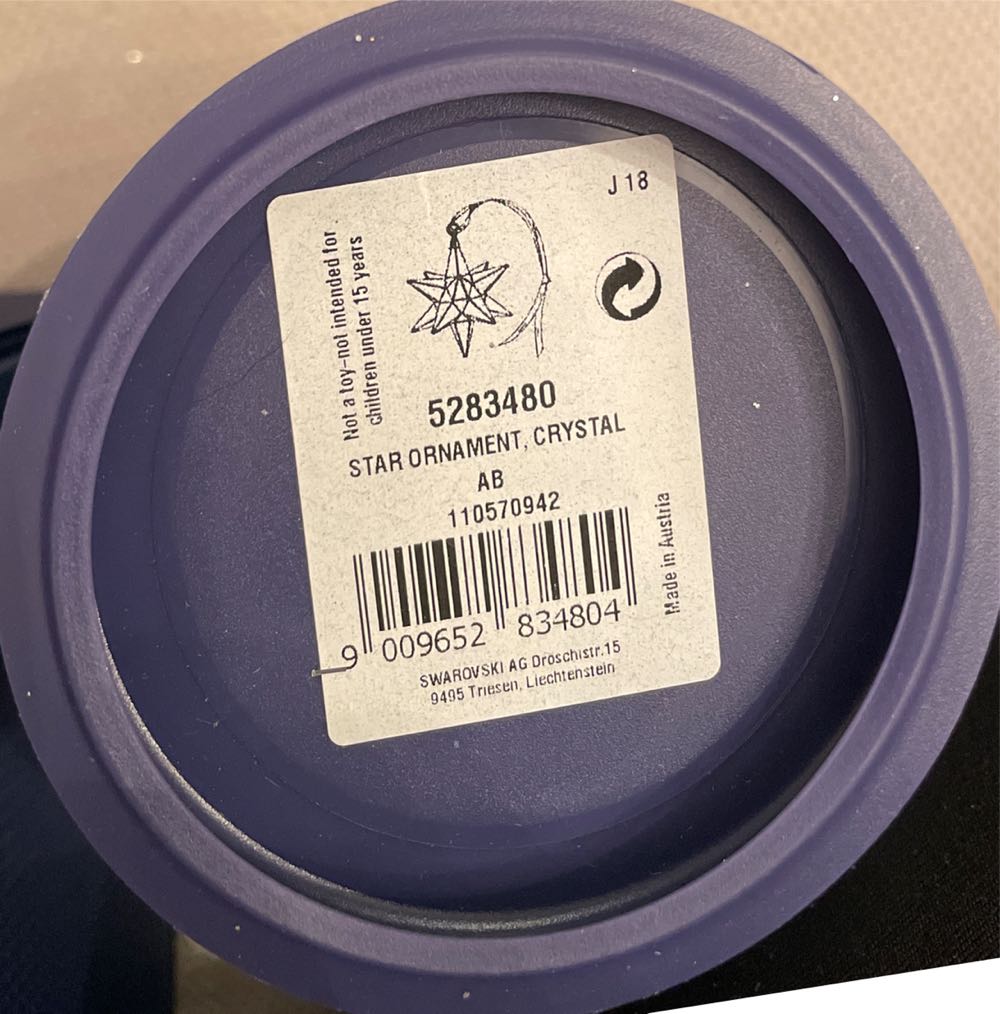 J 18
Not a toy-not intended for
children under 15 years
5283480
STAR ORNAMENT, CRYSTAL
AB
110570942
9 009652 834804
Made in Austria
SWAROVSKI AG Dröschistr.15
9495 Triesen, Liechtenstein